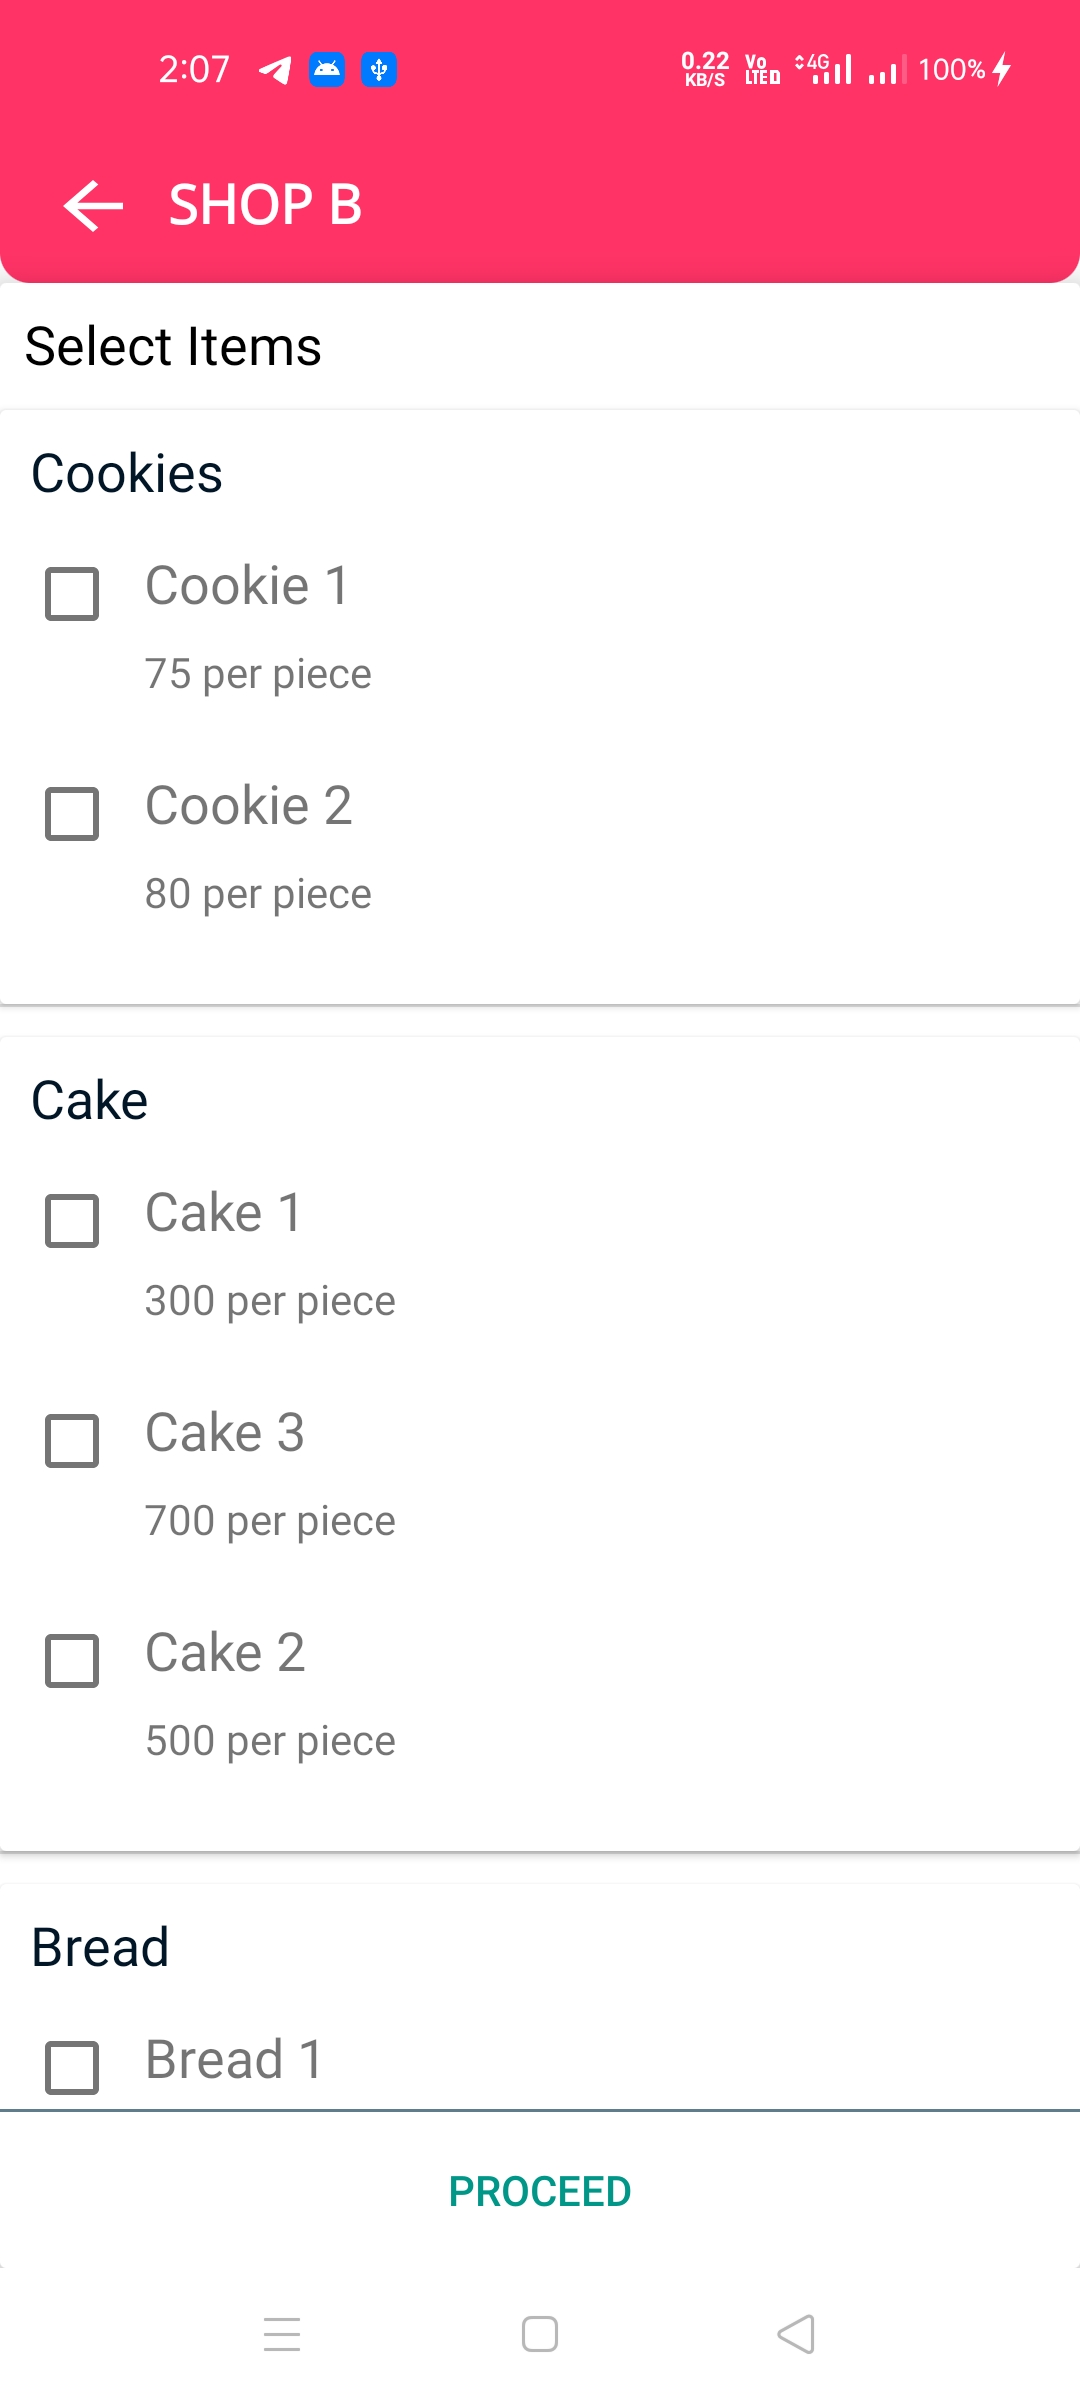 2:07 0.22 KB/S Vo LTE 4G 100%
SHOP B
Select Items
Cookies
Cookie 1
75 per piece
Cookie 2
80 per piece
Cake
Cake 1
300 per piece
Cake 3
700 per piece
Cake 2
500 per piece
Bread
Bread 1
PROCEED